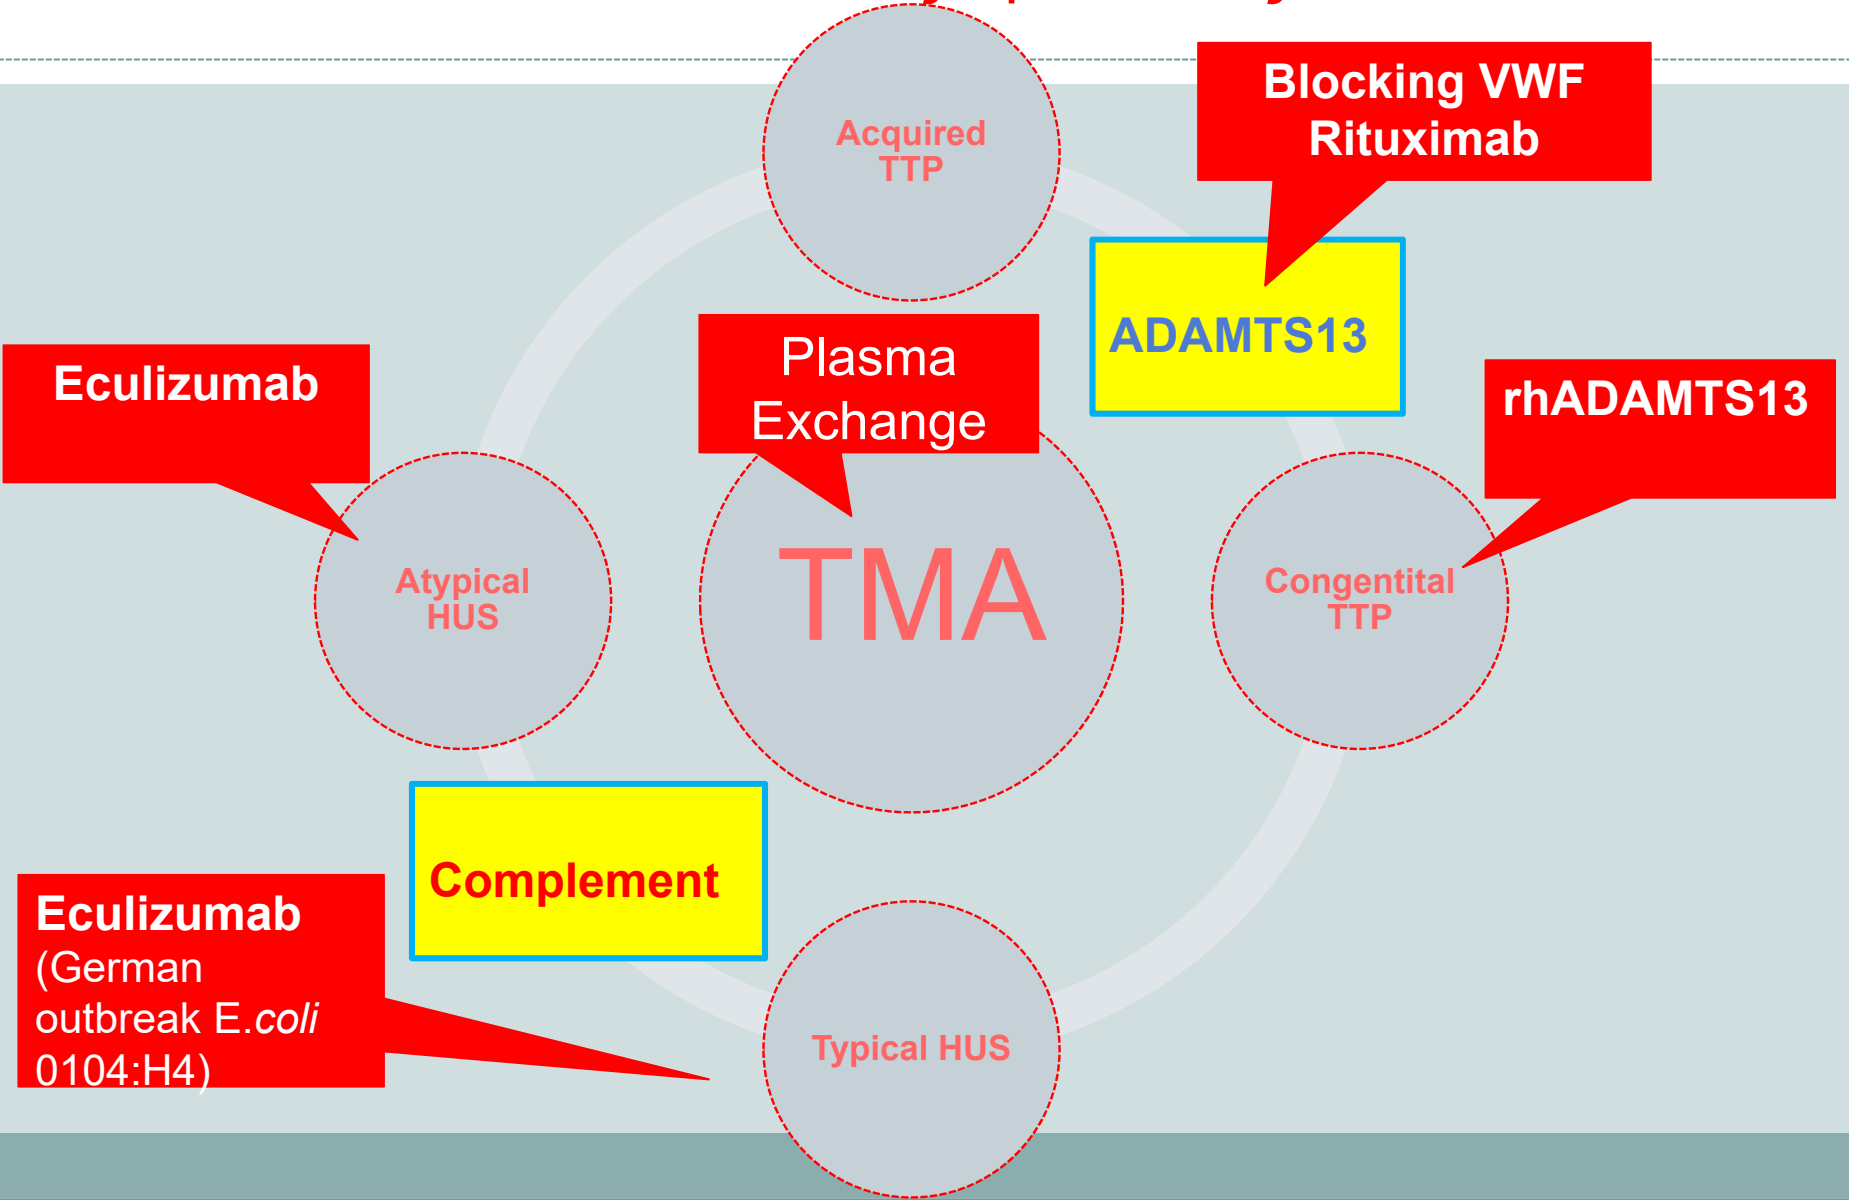 Blocking VWF
Rituximab
Acquired
TTP
ADAMTS13
Plasma
Exchange
Eculizumab
rhADAMTS13
TMA
Atypical
HUS
Congentital
TTP
Complement
Eculizumab
(German
outbreak E.coli
0104:H4)
Typical HUS